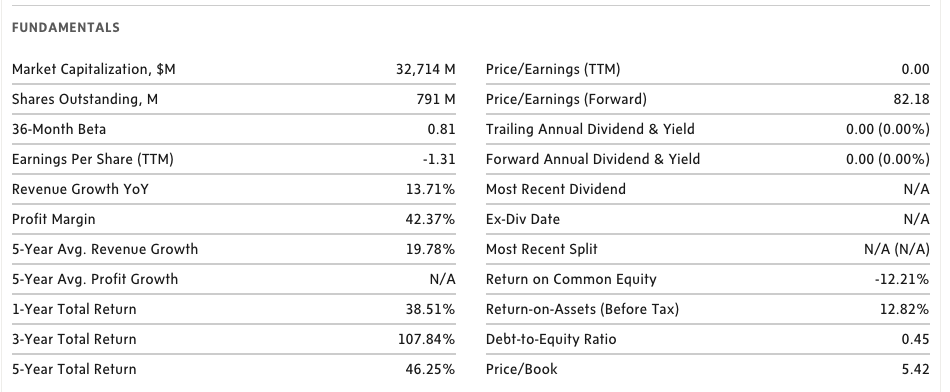 FUNDAMENTALS
Market Capitalization, $M 32,714 M
Shares Outstanding, M 791 M
36-Month Beta 0.81
Earnings Per Share (TTM) -1.31
Revenue Growth YoY 13.71%
Profit Margin 42.37%
5-Year Avg. Revenue Growth 19.78%
5-Year Avg. Profit Growth N/A
1-Year Total Return 38.51%
3-Year Total Return 107.84%
5-Year Total Return 46.25%
Price/Earnings (TTM) 0.00
Price/Earnings (Forward) 82.18
Trailing Annual Dividend & Yield 0.00 (0.00%)
Forward Annual Dividend & Yield 0.00 (0.00%)
Most Recent Dividend N/A
Ex-Div Date N/A
Most Recent Split N/A (N/A)
Return on Common Equity -12.21%
Return-on-Assets (Before Tax) 12.82%
Debt-to-Equity Ratio 0.45
Price/Book 5.42